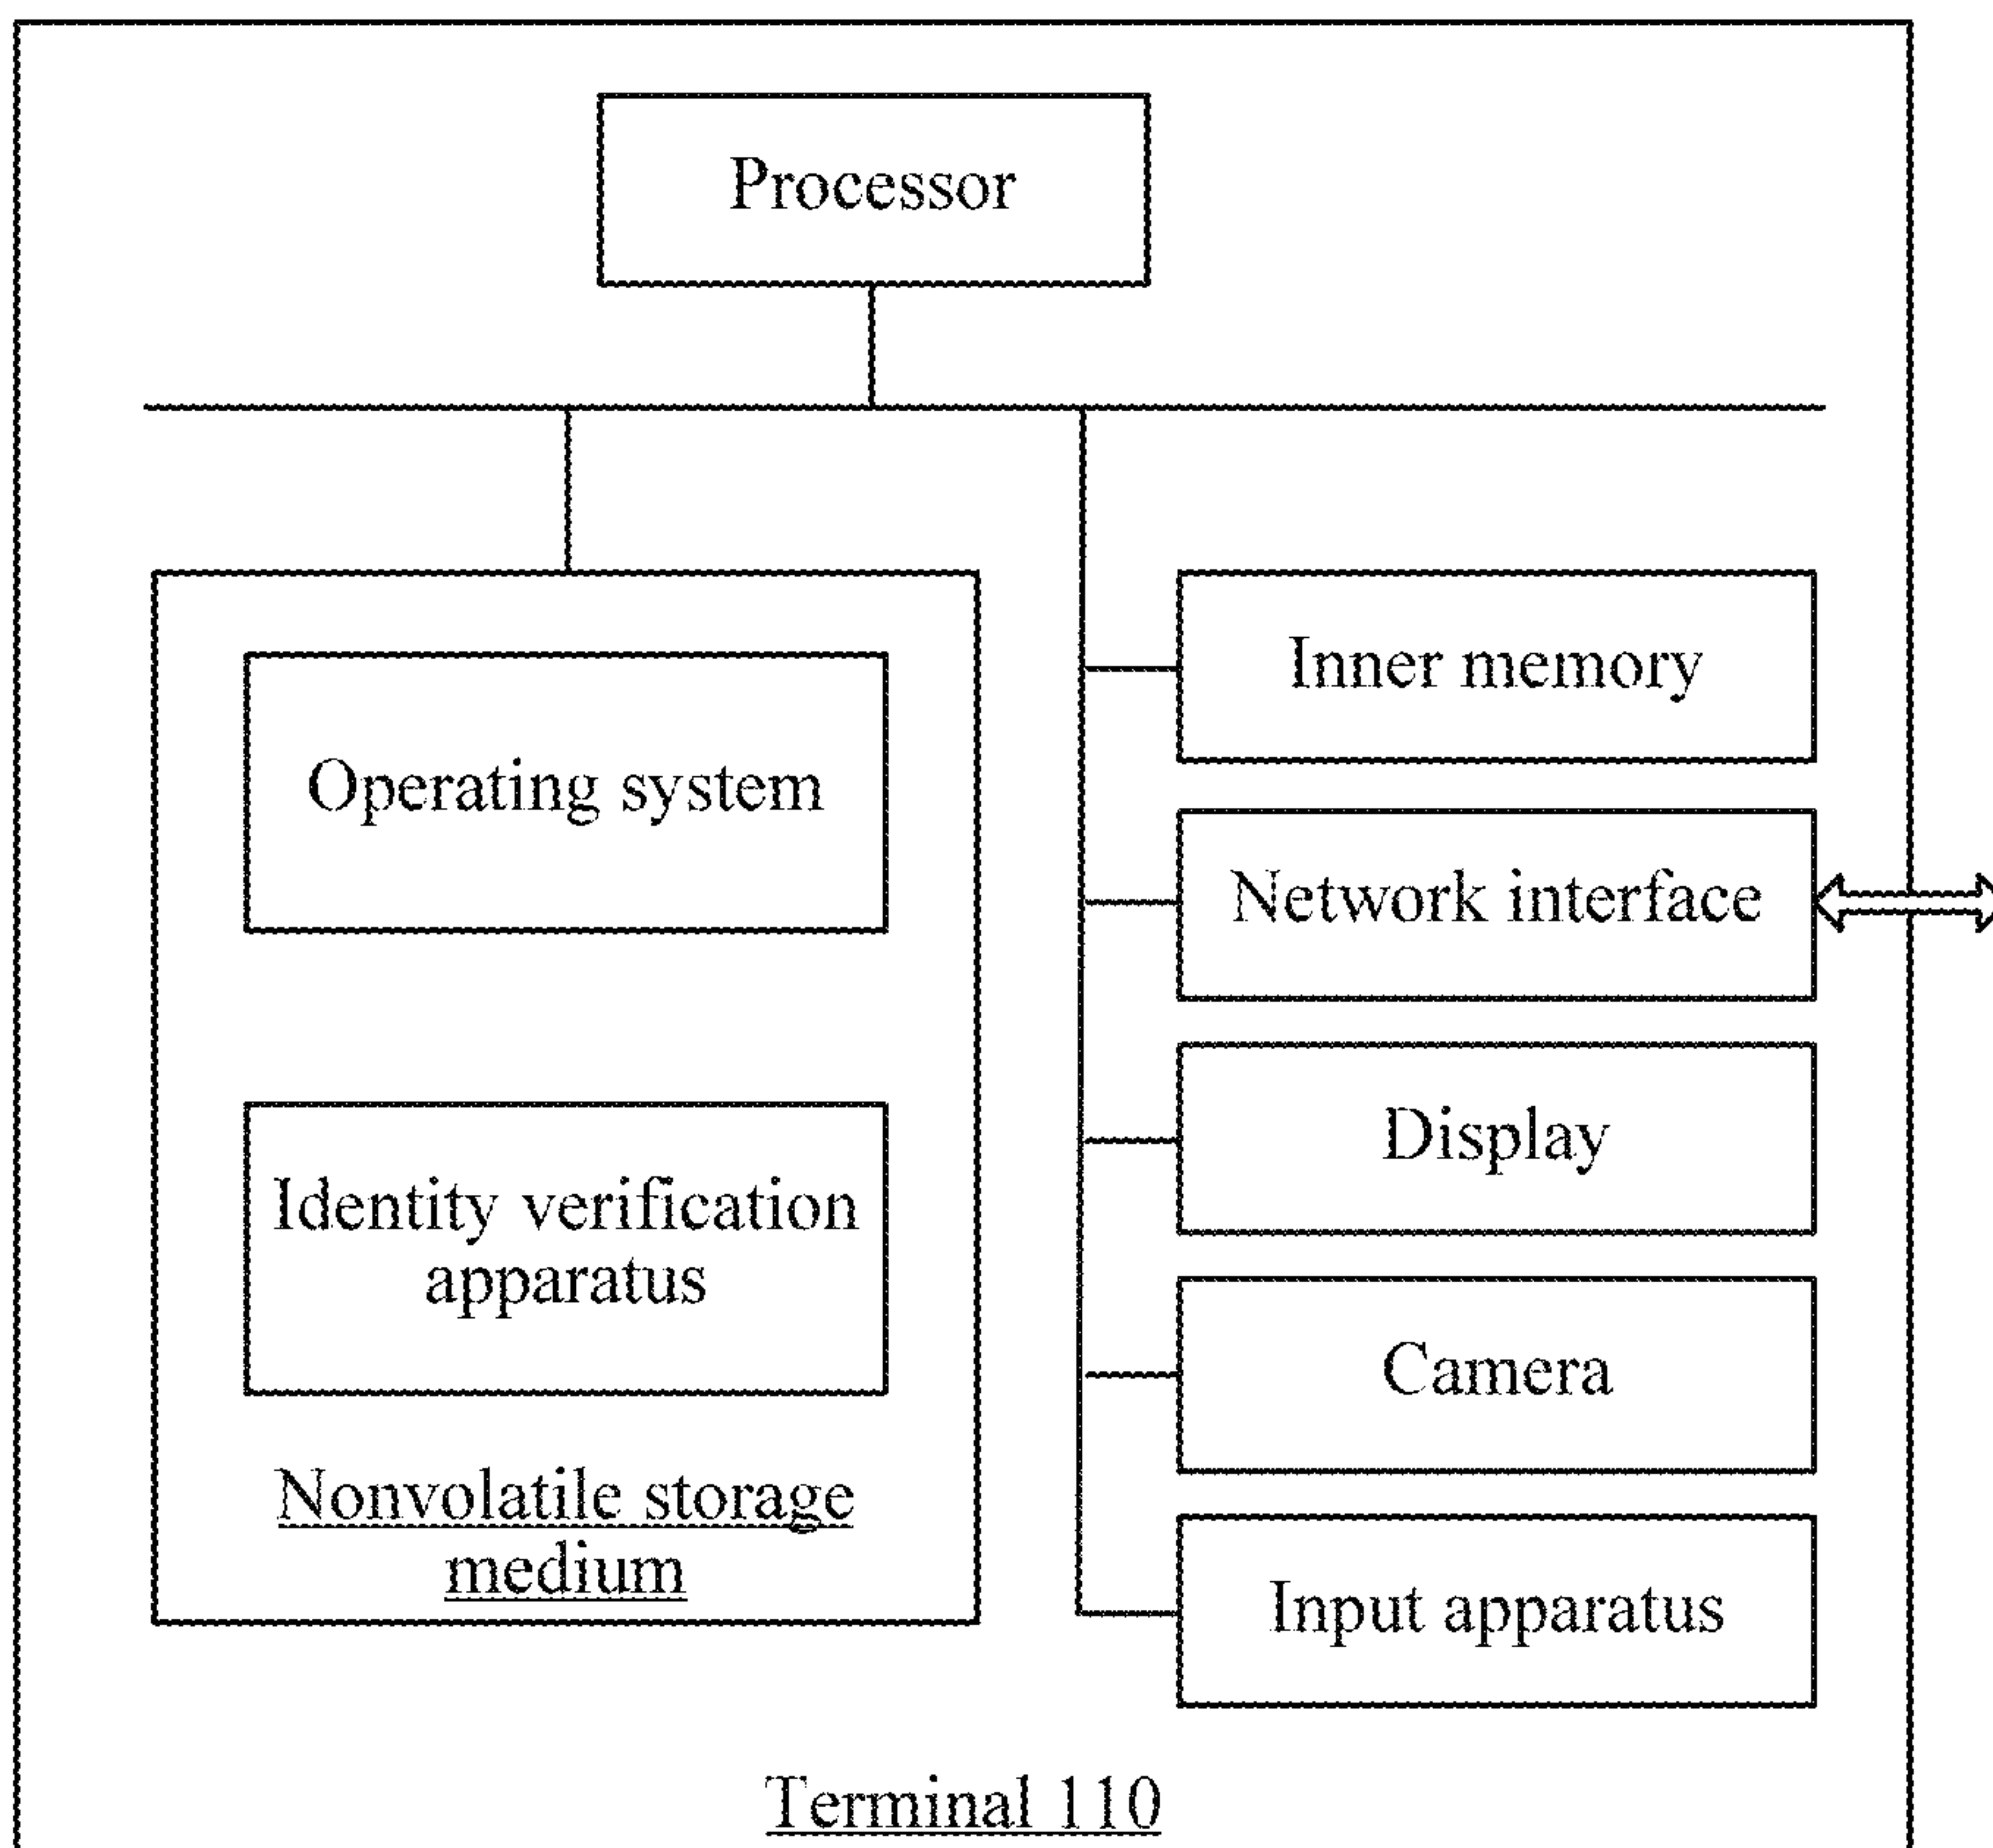 Processor
Operating system
Identity verification
apparatus
Nonvolatile storage
medium
Inner memory
Network interface
Display
Camera
Input apparatus
Terminal 110